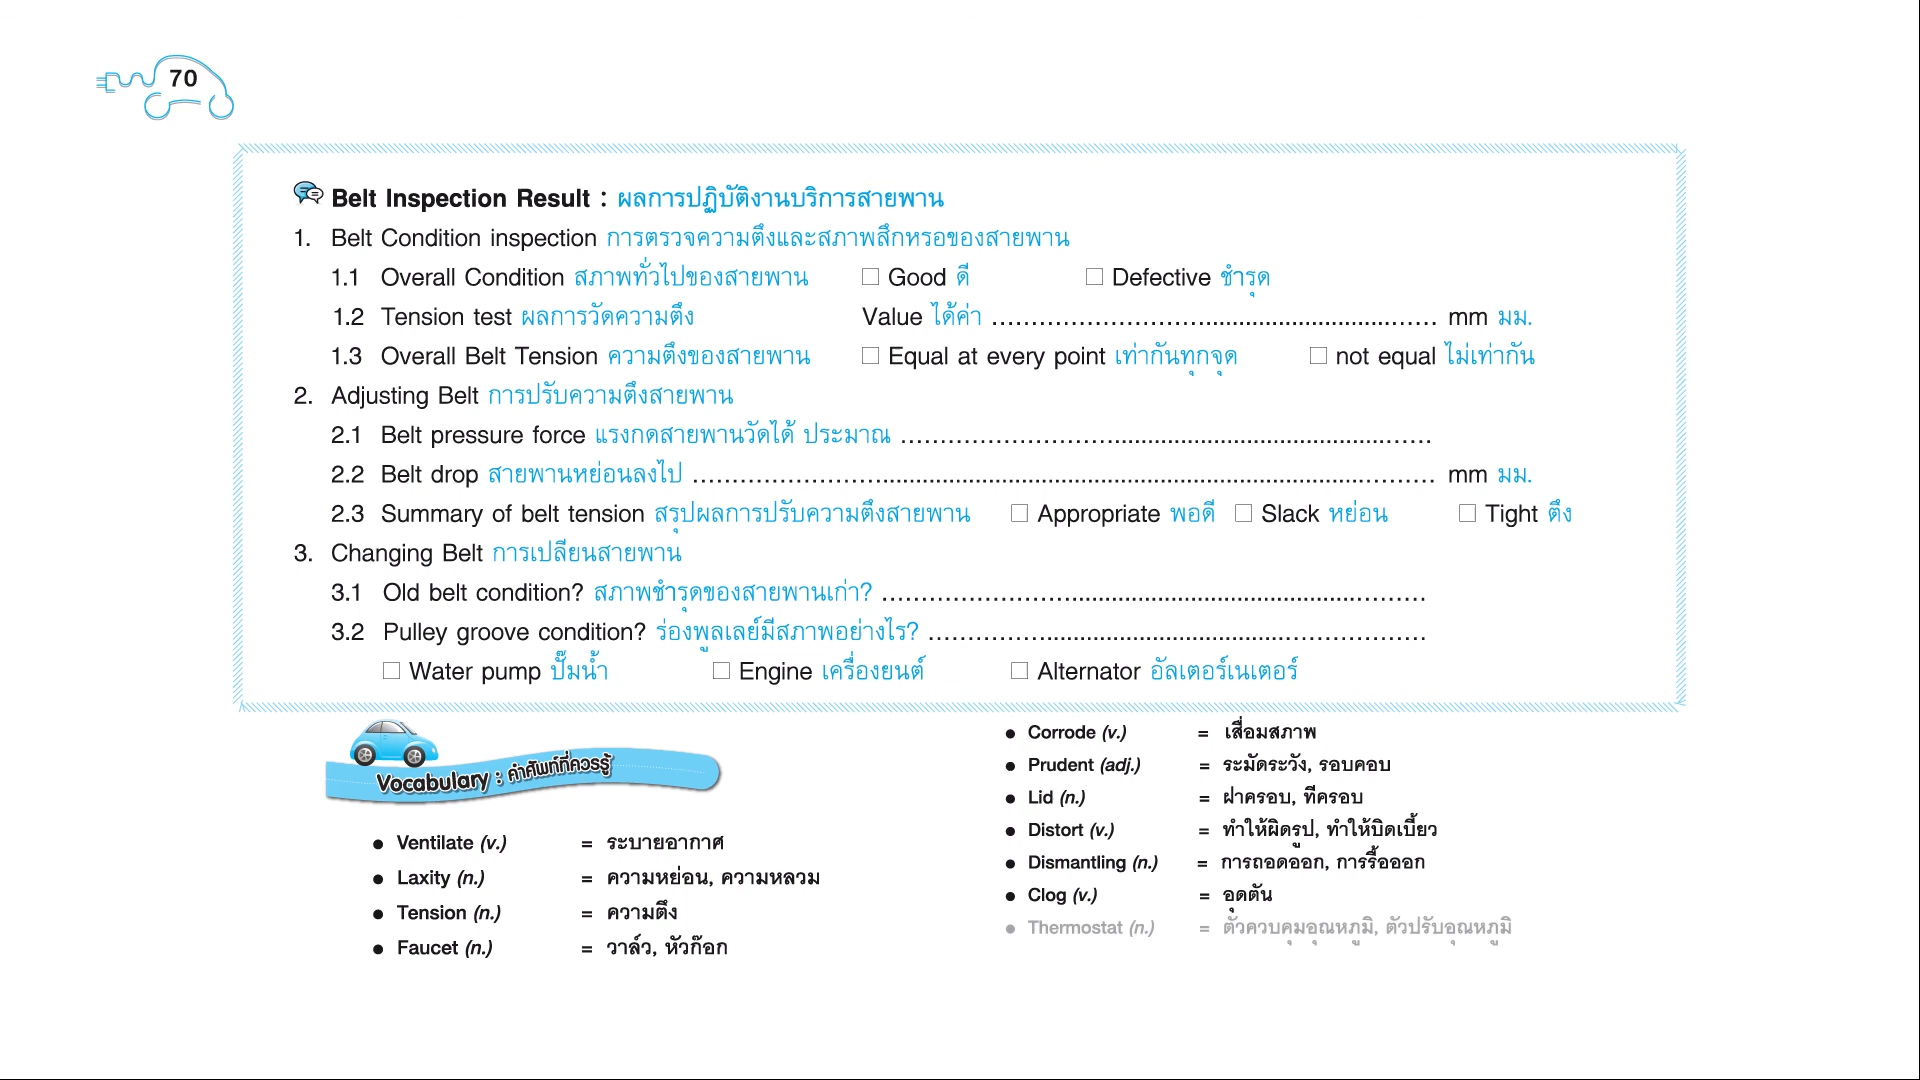 70
Belt Inspection Result : ผลการปฏิบัติงานบริการสายพาน
1. Belt Condition inspection การตรวจความตึงและสภาพสึกหรอของสายพาน
1.1 Overall Condition สภาพทั่วไปของสายพาน □ Good ดี □ Defective ชำรุด
1.2 Tension test ผลการวัดความตึง Value ได้ค่า ........................................................ mm มม.
1.3 Overall Belt Tension ความตึงของสายพาน □ Equal at every point เท่ากันทุกจุด □ not equal ไม่เท่ากัน
2. Adjusting Belt การปรับความตึงสายพาน
2.1 Belt pressure force แรงกดสายพานวัดได้ ประมาณ ........................................................
2.2 Belt drop สายพานหย่อนลงไป ........................................................ mm มม.
2.3 Summary of belt tension สรุปผลการปรับความตึงสายพาน □ Appropriate พอดี □ Slack หย่อน □ Tight ตึง
3. Changing Belt การเปลี่ยนสายพาน
3.1 Old belt condition? สภาพชำรุดของสายพานเก่า? ........................................................
3.2 Pulley groove condition? ร่องพูลเลย์มีสภาพอย่างไร? ........................................................
□ Water pump ปั๊มน้ำ □ Engine เครื่องยนต์ □ Alternator อัลเตอร์เนเตอร์
Vocabulary : คำศัพท์ที่ควรรู้
● Ventilate (v.) = ระบายอากาศ
● Laxity (n.) = ความหย่อน, ความหลวม
● Tension (n.) = ความตึง
● Faucet (n.) = วาล์ว, หัวก๊อก
● Corrode (v.) = เสื่อมสภาพ
● Prudent (adj.) = ระมัดระวัง, รอบคอบ
● Lid (n.) = ฝาครอบ, ที่ครอบ
● Distort (v.) = ทำให้ผิดรูป, ทำให้บิดเบี้ยว
● Dismantling (n.) = การถอดออก, การรื้อออก
● Clog (v.) = อุดตัน
● Thermostat (n.) = ตัวควบคุมอุณหภูมิ, ตัวปรับอุณหภูมิ